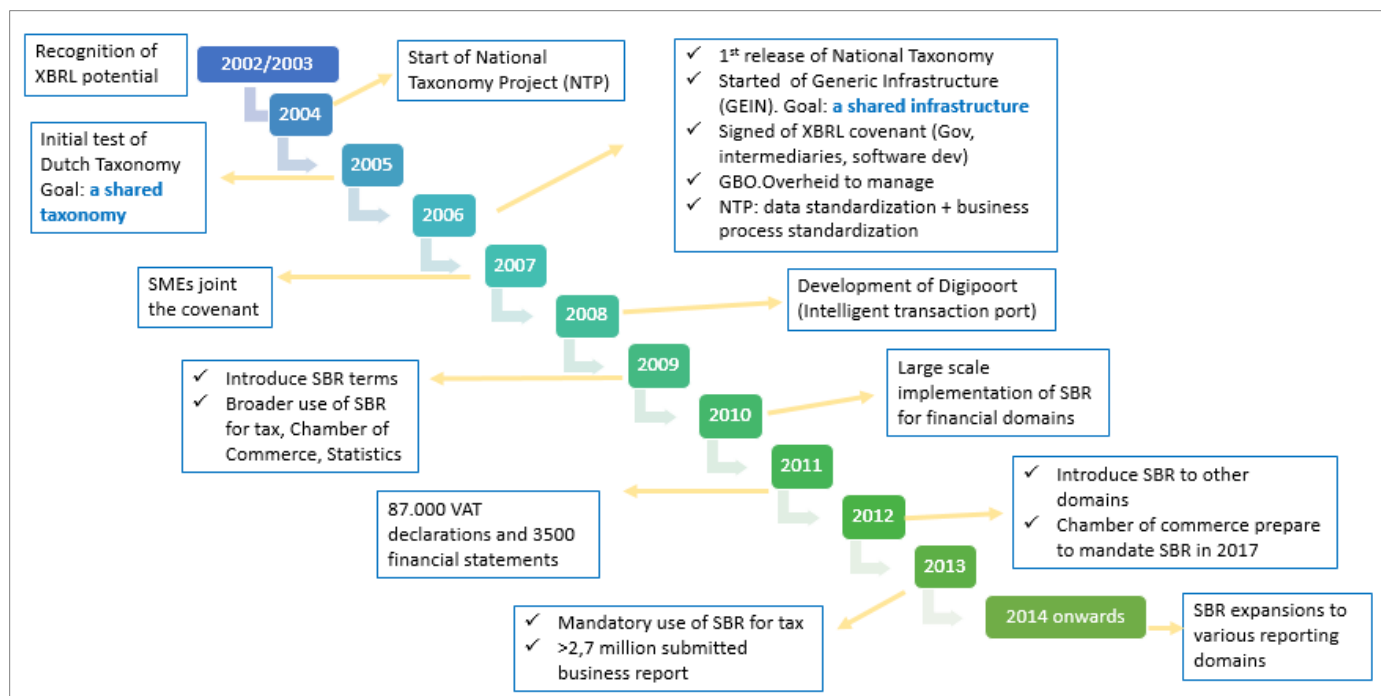 Recognition of
XBRL potential
2002/2003
2004
Start of National
Taxonomy Project (NTP)
Initial test of
Dutch Taxonomy
Goal: a shared
taxonomy
2005
2006
✓ 1st release of National Taxonomy
✓ Started of Generic Infrastructure
(GEIN). Goal: a shared infrastructure
✓ Signed of XBRL covenant (Gov,
intermediaries, software dev)
✓ GBO.Overheid to manage
✓ NTP: data standardization + business
process standardization
2007
SMEs joint
the covenant
2008
Development of Digipoort
(Intelligent transaction port)
2009
✓ Introduce SBR terms
✓ Broader use of SBR
for tax, Chamber of
Commerce, Statistics
2010
Large scale
implementation of SBR
for financial domains
2011
87.000 VAT
declarations and 3500
financial statements
2012
✓ Introduce SBR to other
domains
✓ Chamber of commerce prepare
to mandate SBR in 2017
2013
✓ Mandatory use of SBR for tax
✓ >2,7 million submitted
business report
2014 onwards
SBR expansions to
various reporting
domains